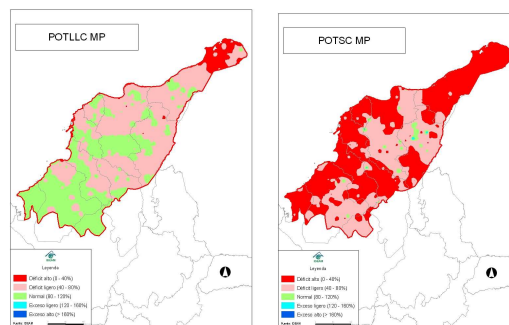 POTLLC MP
Leyenda
Déficit alto (0 - 40%)
Déficit ligero (40 - 80%)
Normal (80 - 120%)
Exceso ligero (120 - 160%)
Exceso alto (> 160%)
POTSC MP
Leyenda
Déficit alto (0 - 40%)
Déficit ligero (40 - 80%)
Normal (80 - 120%)
Exceso ligero (120 - 160%)
Exceso alto (> 160%)